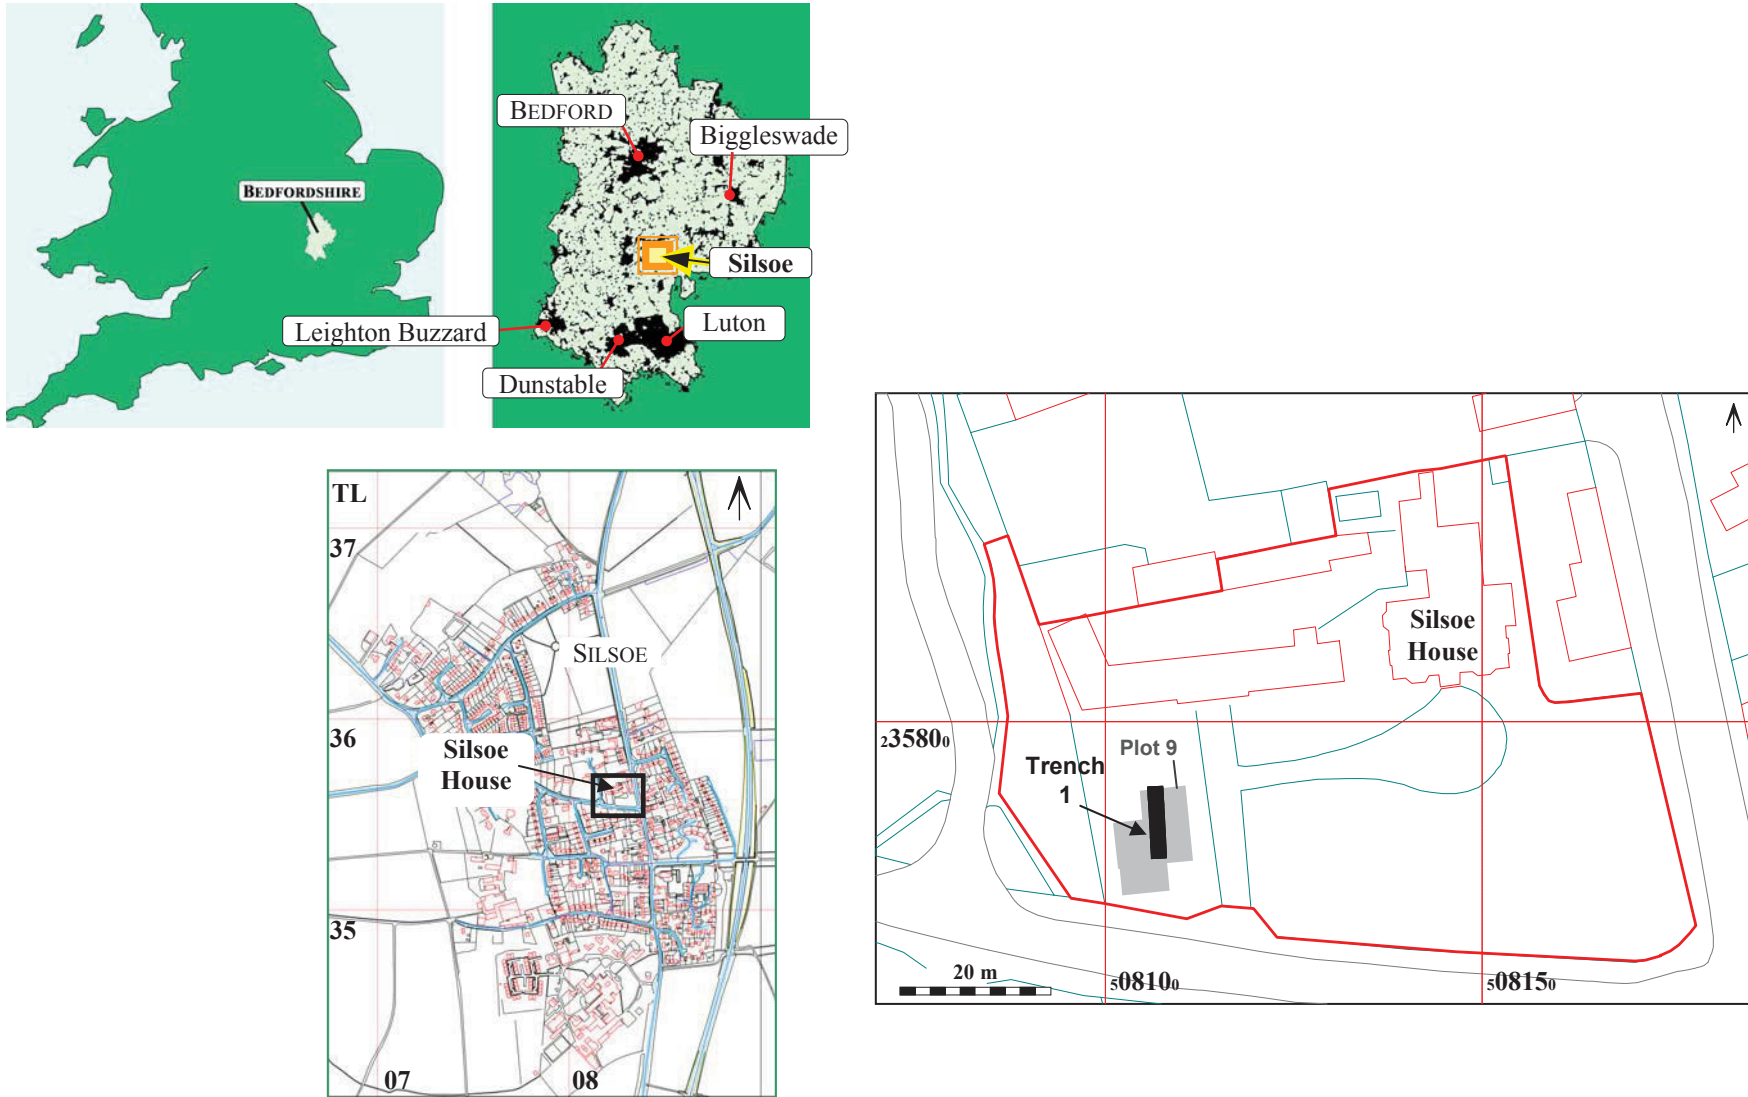 BEDFORDSHIRE
BEDFORD
Biggleswade
Silsoe
Leighton Buzzard
Luton
Dunstable
TL
37
SILSOE
36
Silsoe
House
35
07
08
Silsoe
House
235800
Plot 9
Trench
1
20 m
508100
508150